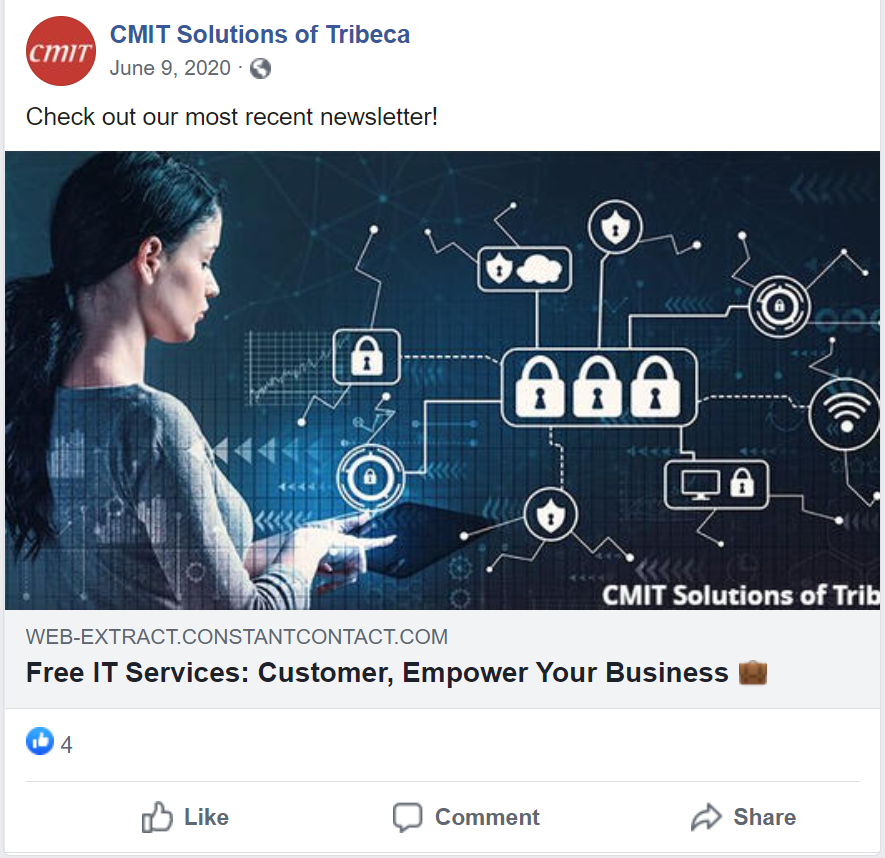 cmit
CMIT Solutions of Tribeca
June 9, 2020 ·
Check out our most recent newsletter!
CMIT Solutions of Trib
WEB-EXTRACT.CONSTANTCONTACT.COM
Free IT Services: Customer, Empower Your Business 💼
4
Like Comment Share